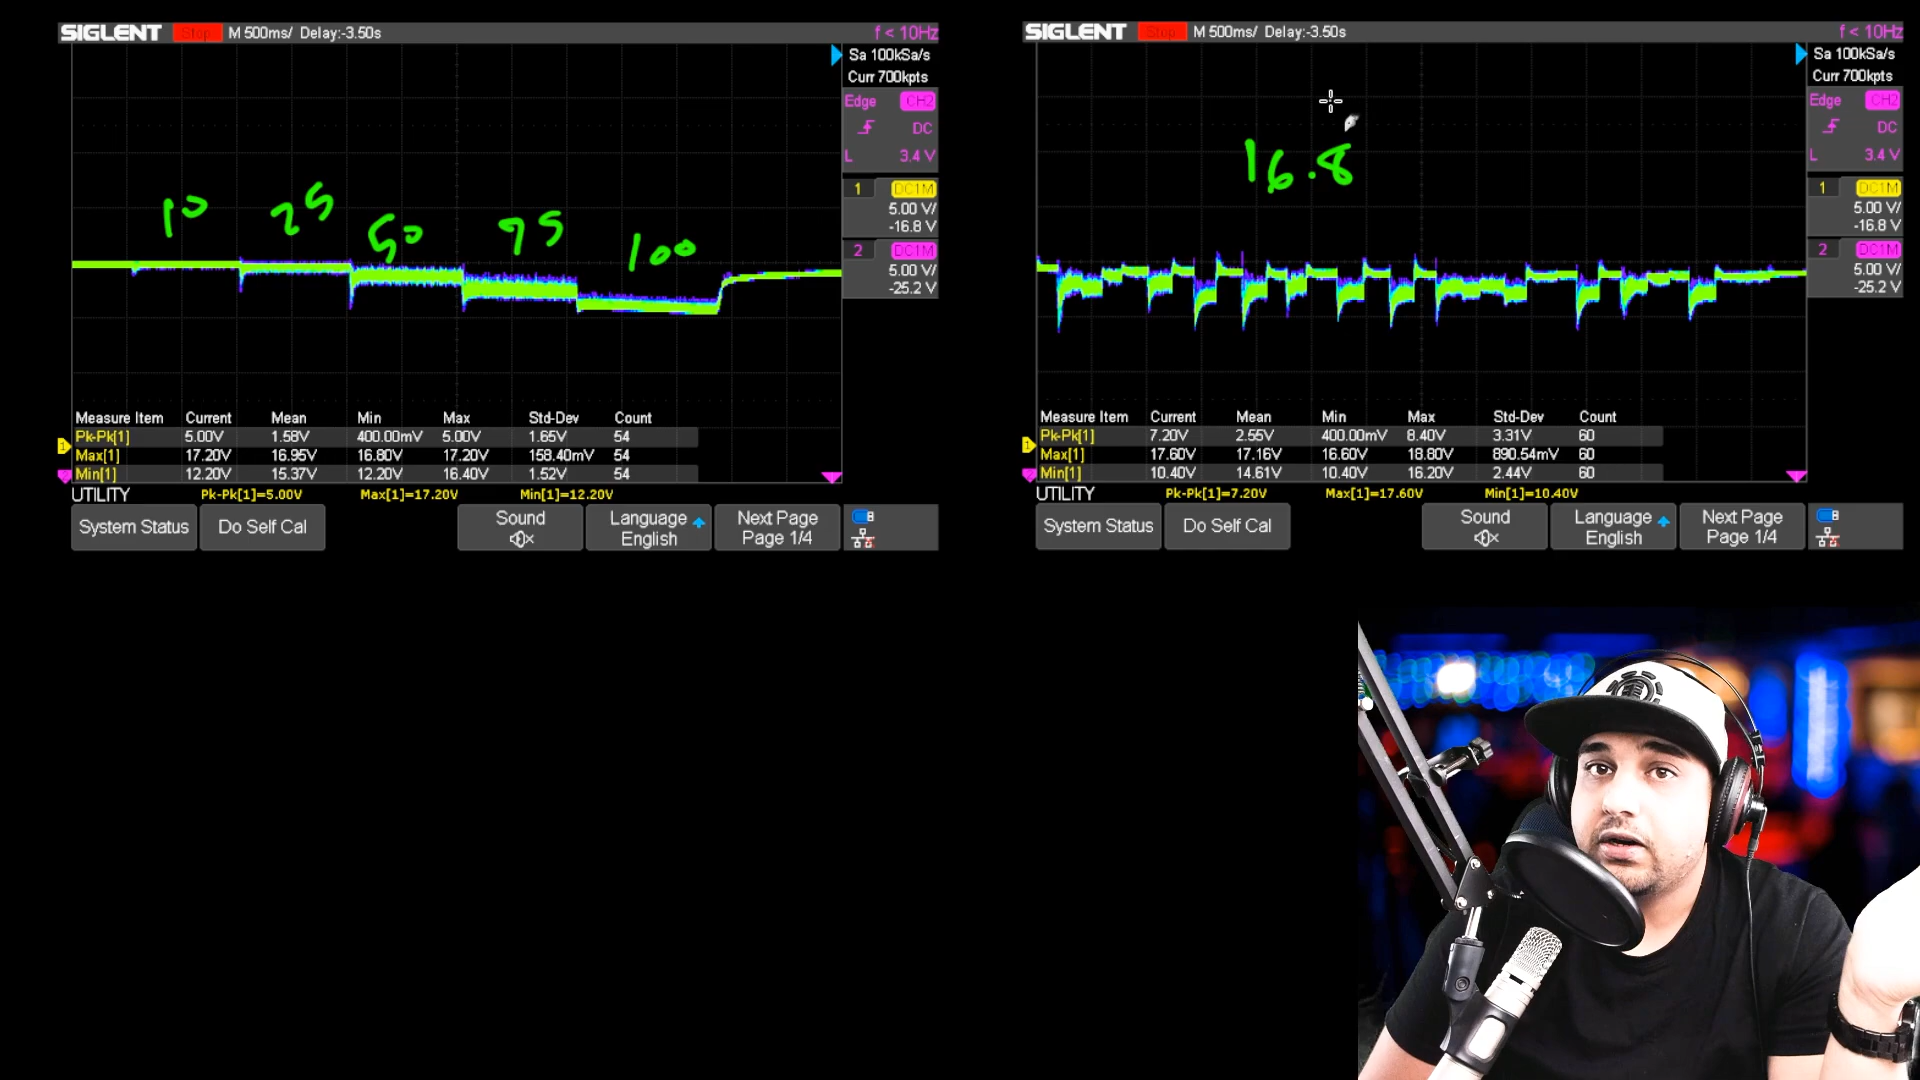 SIGLENT Stop M 500ms/ Delay:-3.50s
f < 10Hz
Sa 100kSa/s
Curr 700kpts
Edge CH2
DC
L 3.4 V
1 DC1M
5.00 V/
-16.8 V
2 DC1M
5.00 V/
-25.2 V
10 25 50 75 100
Measure Item Current Mean Min Max Std-Dev Count
Pk-Pk[1] 5.00V 1.58V 400.00mV 5.00V 1.65V 54
Max[1] 17.20V 16.95V 16.80V 17.20V 158.40mV 54
Min[1] 12.20V 15.37V 12.20V 16.40V 1.52V 54
UTILITY Pk-Pk[1]=5.00V Max[1]=17.20V Min[1]=12.20V
System Status Do Self Cal Sound Language English Next Page Page 1/4
SIGLENT Stop M 500ms/ Delay:-3.50s
f < 10Hz
Sa 100kSa/s
Curr 700kpts
Edge CH2
DC
L 3.4 V
1 DC1M
5.00 V/
-16.8 V
2 DC1M
5.00 V/
-25.2 V
16.8
Measure Item Current Mean Min Max Std-Dev Count
Pk-Pk[1] 7.20V 2.55V 400.00mV 8.40V 3.31V 60
Max[1] 17.60V 17.16V 16.60V 18.80V 890.54mV 60
Min[1] 10.40V 14.61V 10.40V 16.20V 2.44V 60
UTILITY Pk-Pk[1]=7.20V Max[1]=17.60V Min[1]=10.40V
System Status Do Self Cal Sound Language English Next Page Page 1/4